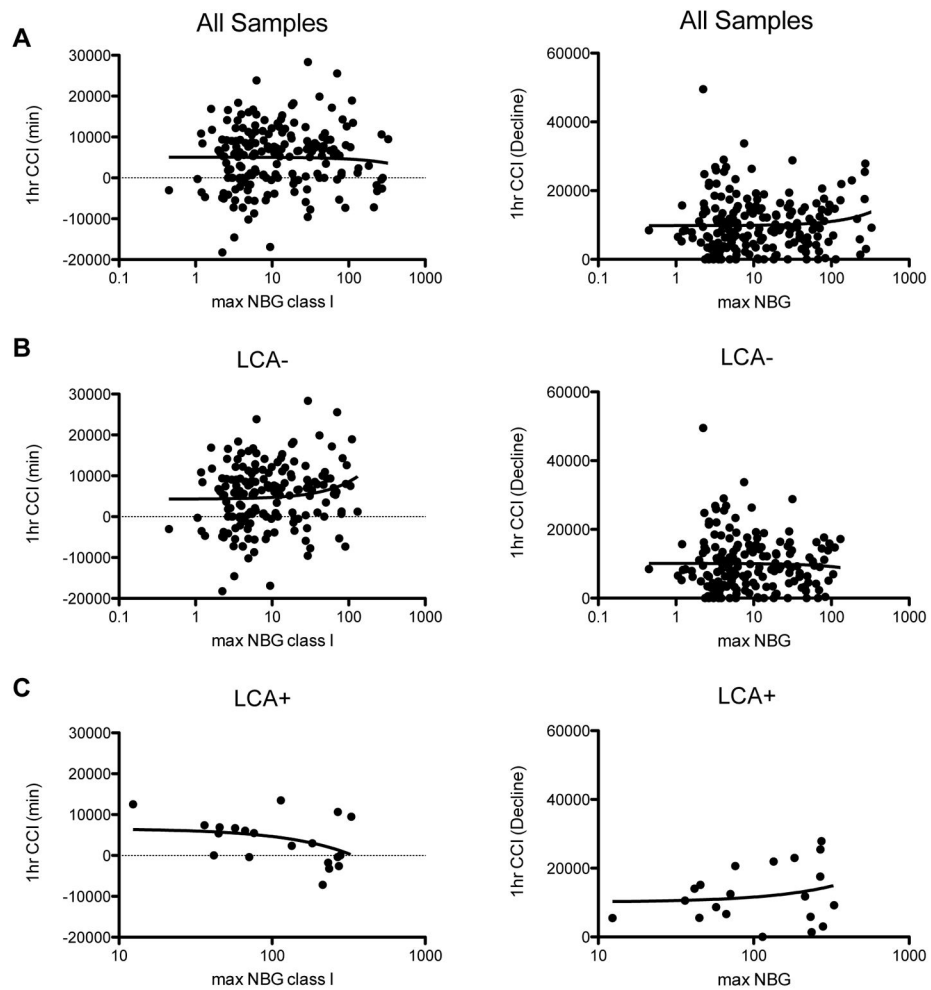 A
All Samples
30000
20000
10000
0
-10000
-20000
1hr CCI (min)
0.1
1
10
100
1000
max NBG class I
All Samples
60000
40000
20000
0
1hr CCI (Decline)
0.1
1
10
100
1000
max NBG
B
LCA-
30000
20000
10000
0
-10000
-20000
1hr CCI (min)
0.1
1
10
100
1000
max NBG class I
LCA-
60000
40000
20000
0
1hr CCI (Decline)
0.1
1
10
100
1000
max NBG
C
LCA+
30000
20000
10000
0
-10000
-20000
1hr CCI (min)
10
100
1000
max NBG class I
LCA+
60000
40000
20000
0
1hr CCI (Decline)
10
100
1000
max NBG